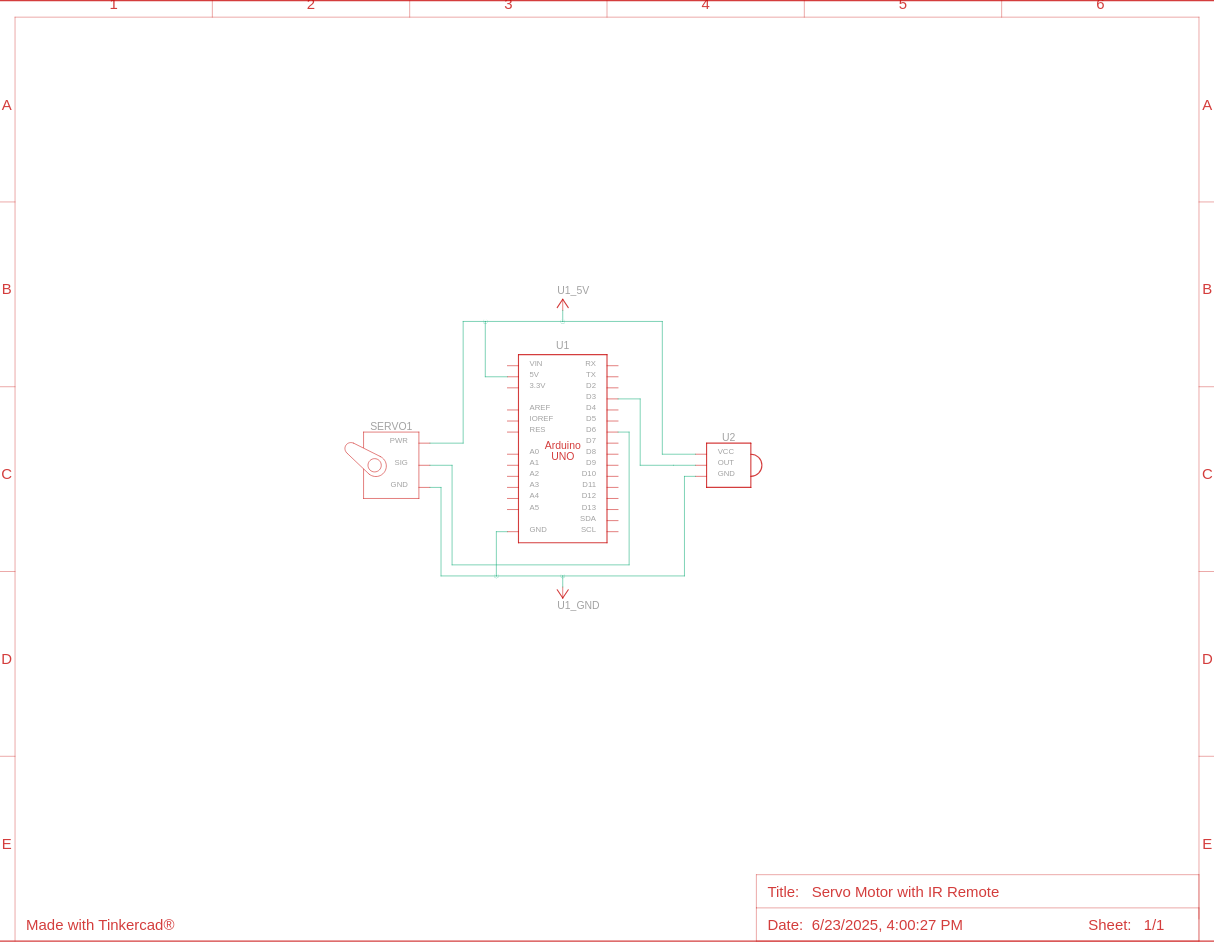 1 2 3 4 5 6
A A
B B
U1_5V
U1
VIN RX
5V TX
3.3V D2
D3
AREF D4
IOREF D5
RES D6
D7
A0 D8
A1 D9
A2 D10
A3 D11
A4 D12
A5 D13
SDA
GND SCL
Arduino
UNO
SERVO1
PWR
SIG
GND
U2
VCC
OUT
GND
C C
U1_GND
D D
E E
Title: Servo Motor with IR Remote
Made with Tinkercad® Date: 6/23/2025, 4:00:27 PM Sheet: 1/1